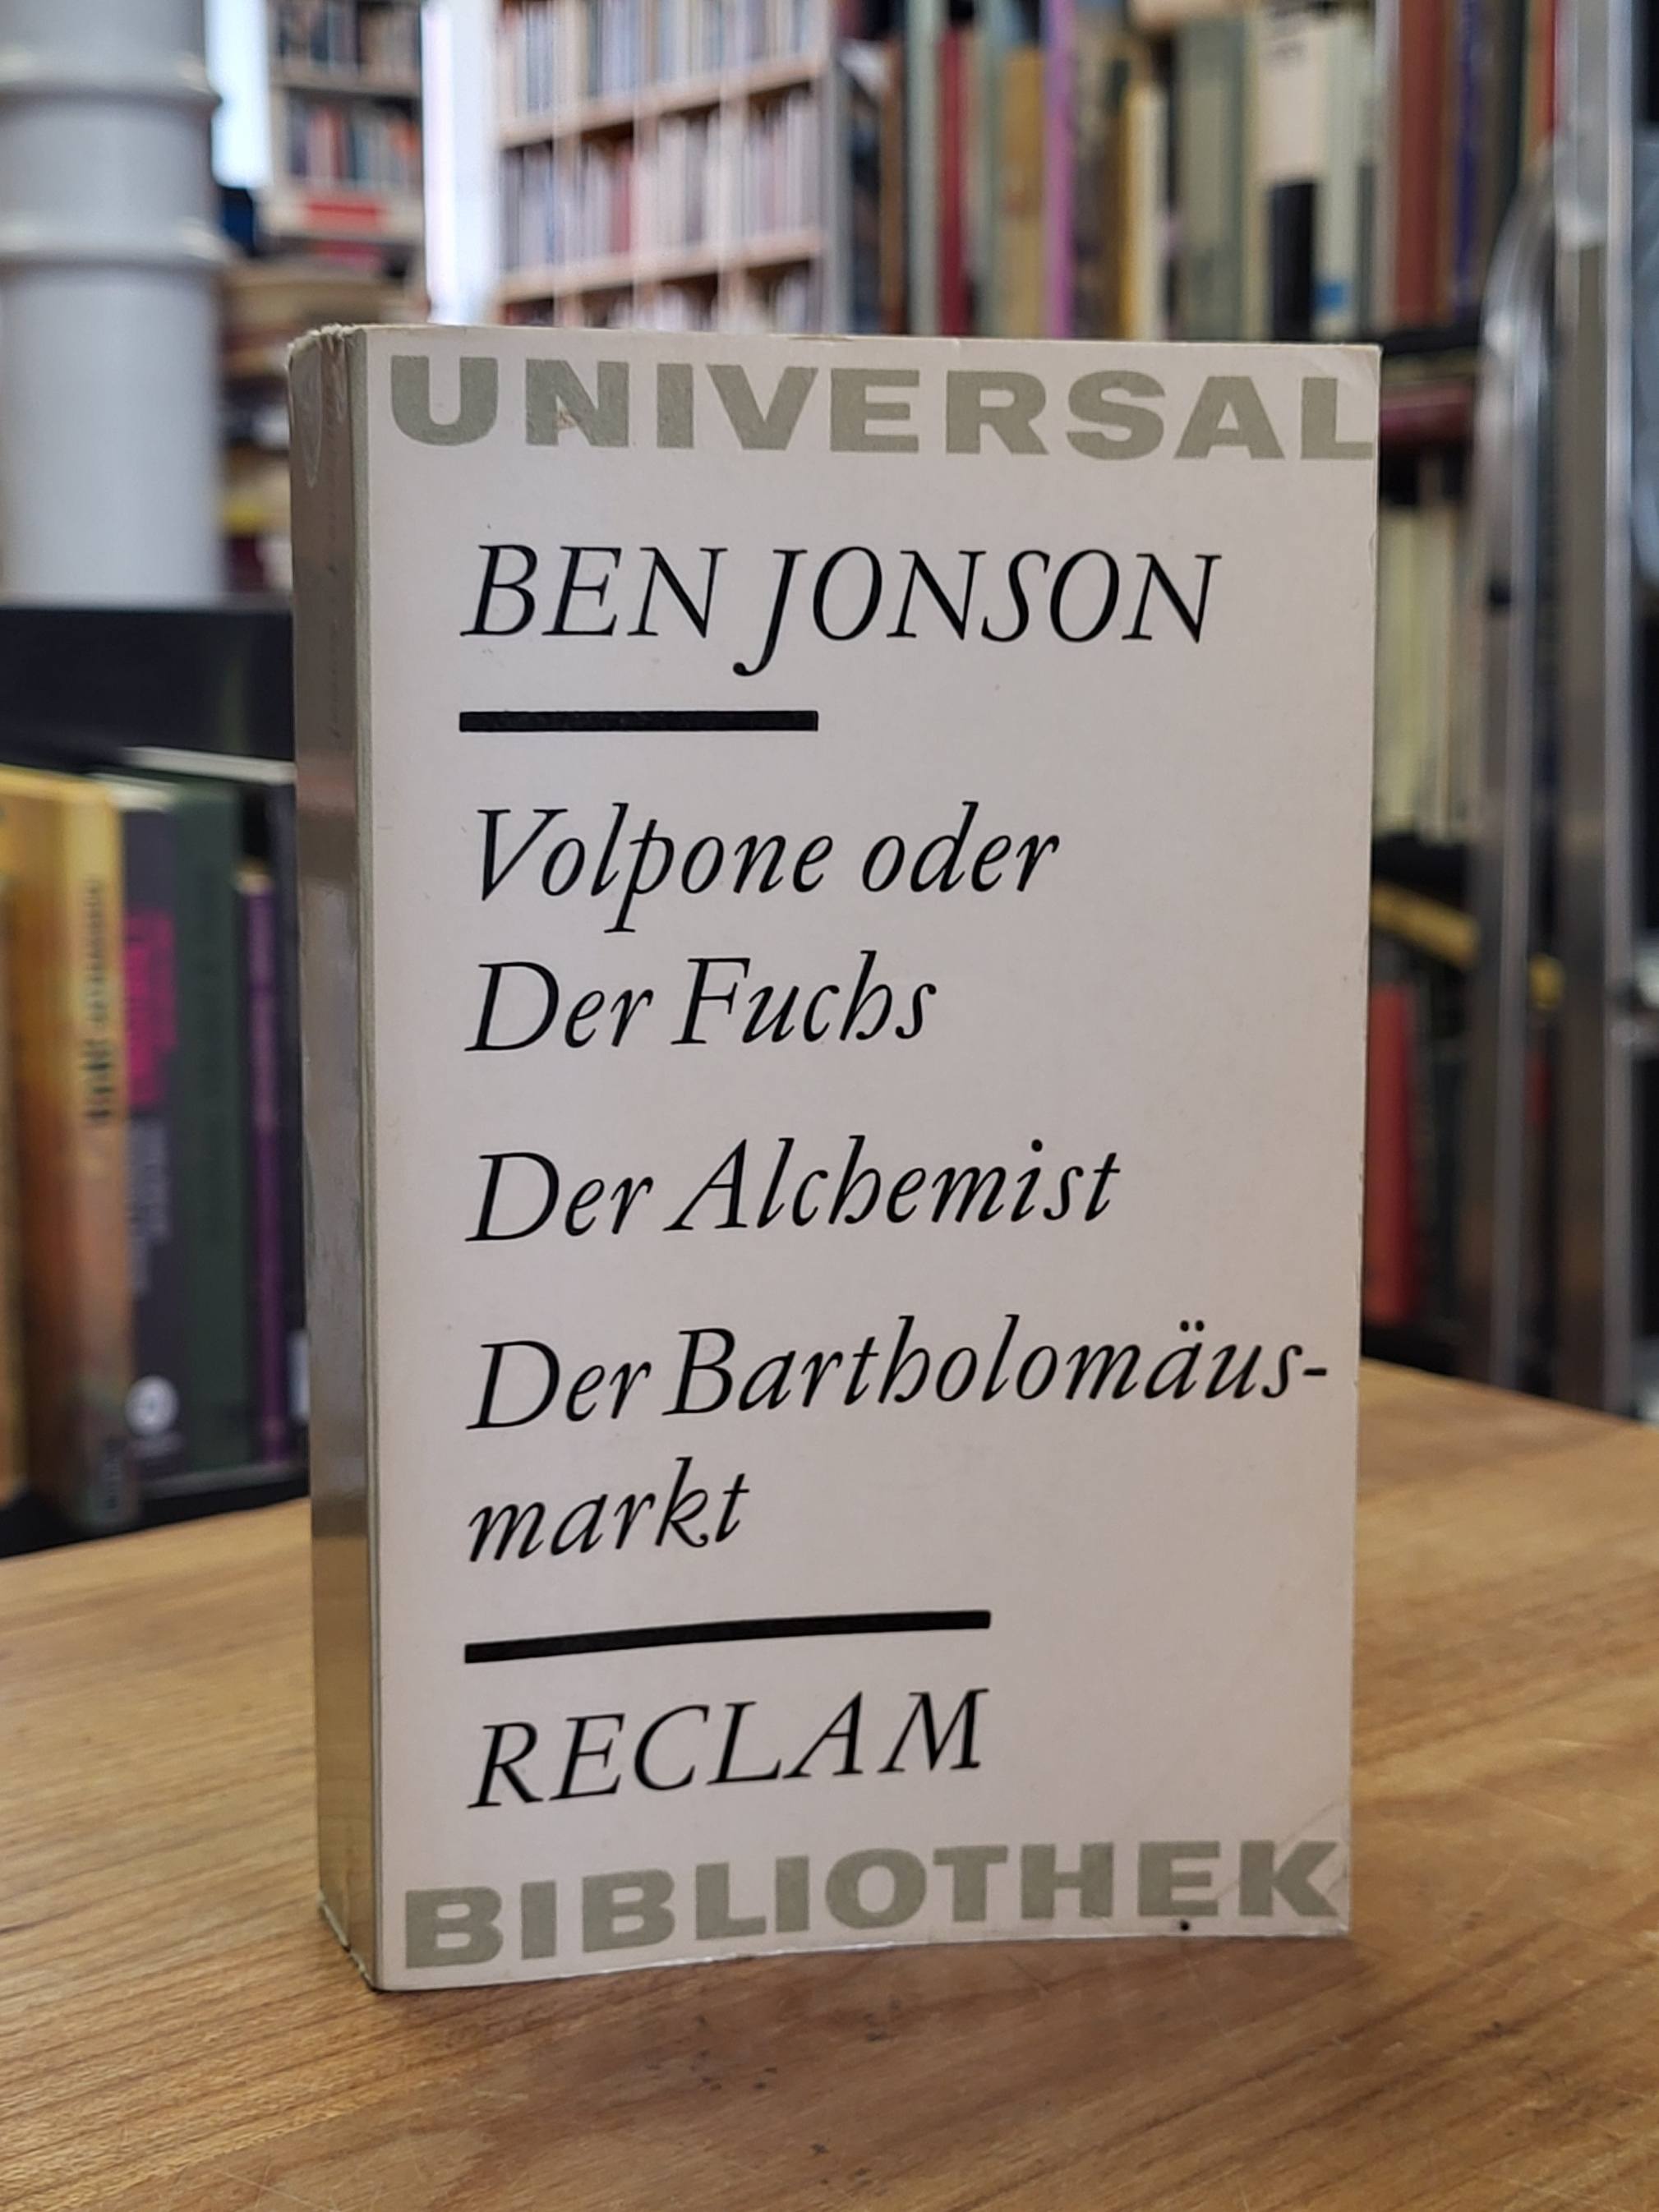 UNIVERSAL
BEN JONSON
Volpone oder
Der Fuchs
Der Alchemist
Der Bartholomäus-
markt
RECLAM
BIBLIOTHEK